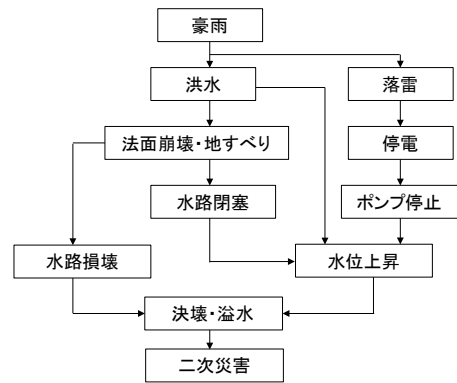 豪雨
洪水
落雷
法面崩壊・地すべり
停電
水路閉塞
ポンプ停止
水路損壊
水位上昇
決壊・溢水
二次災害